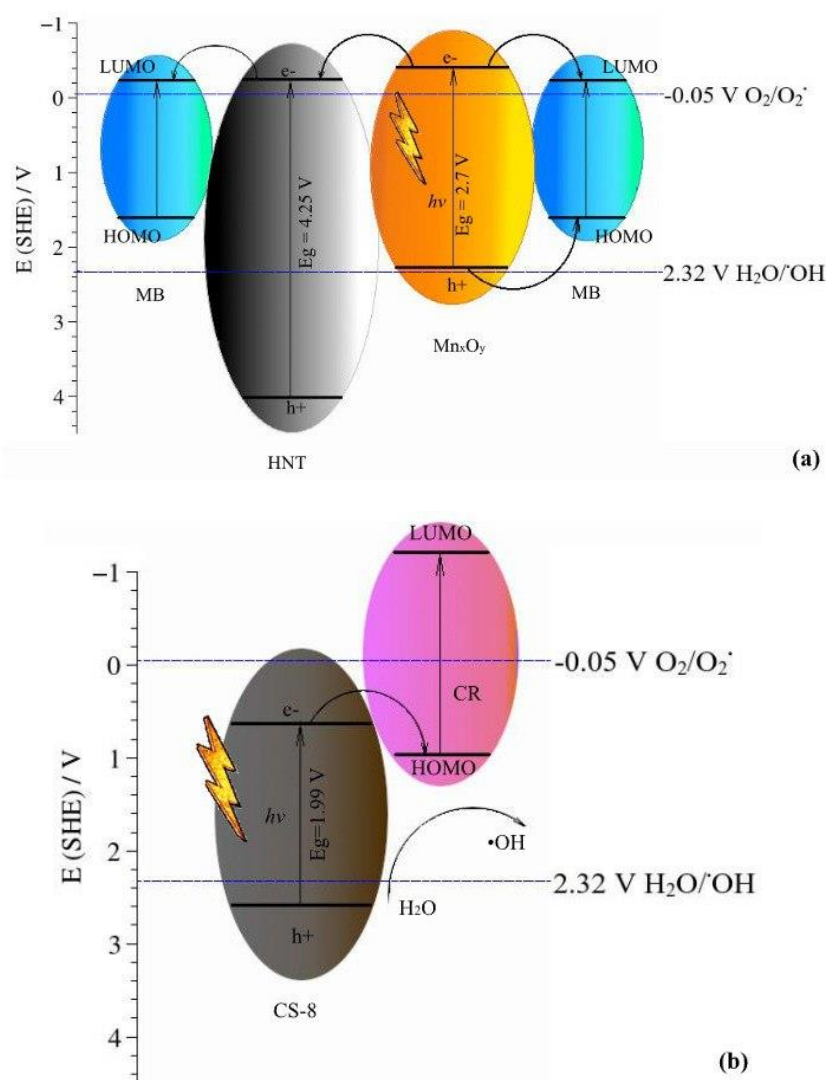 −1
0
1
2
3
4
E (SHE) / V
LUMO
HOMO
MB
e-
Eg = 4.25 V
h+
HNT
e-
hν
Eg = 2.7 V
h+
MnxOy
LUMO
HOMO
MB
-0.05 V O₂/O₂˙
2.32 V H₂O/˙OH
(a)
−1
0
1
2
3
4
E (SHE) / V
LUMO
CR
HOMO
e-
hν
Eg=1.99 V
h+
CS-8
H₂O
•OH
-0.05 V O₂/O₂˙
2.32 V H₂O/˙OH
(b)